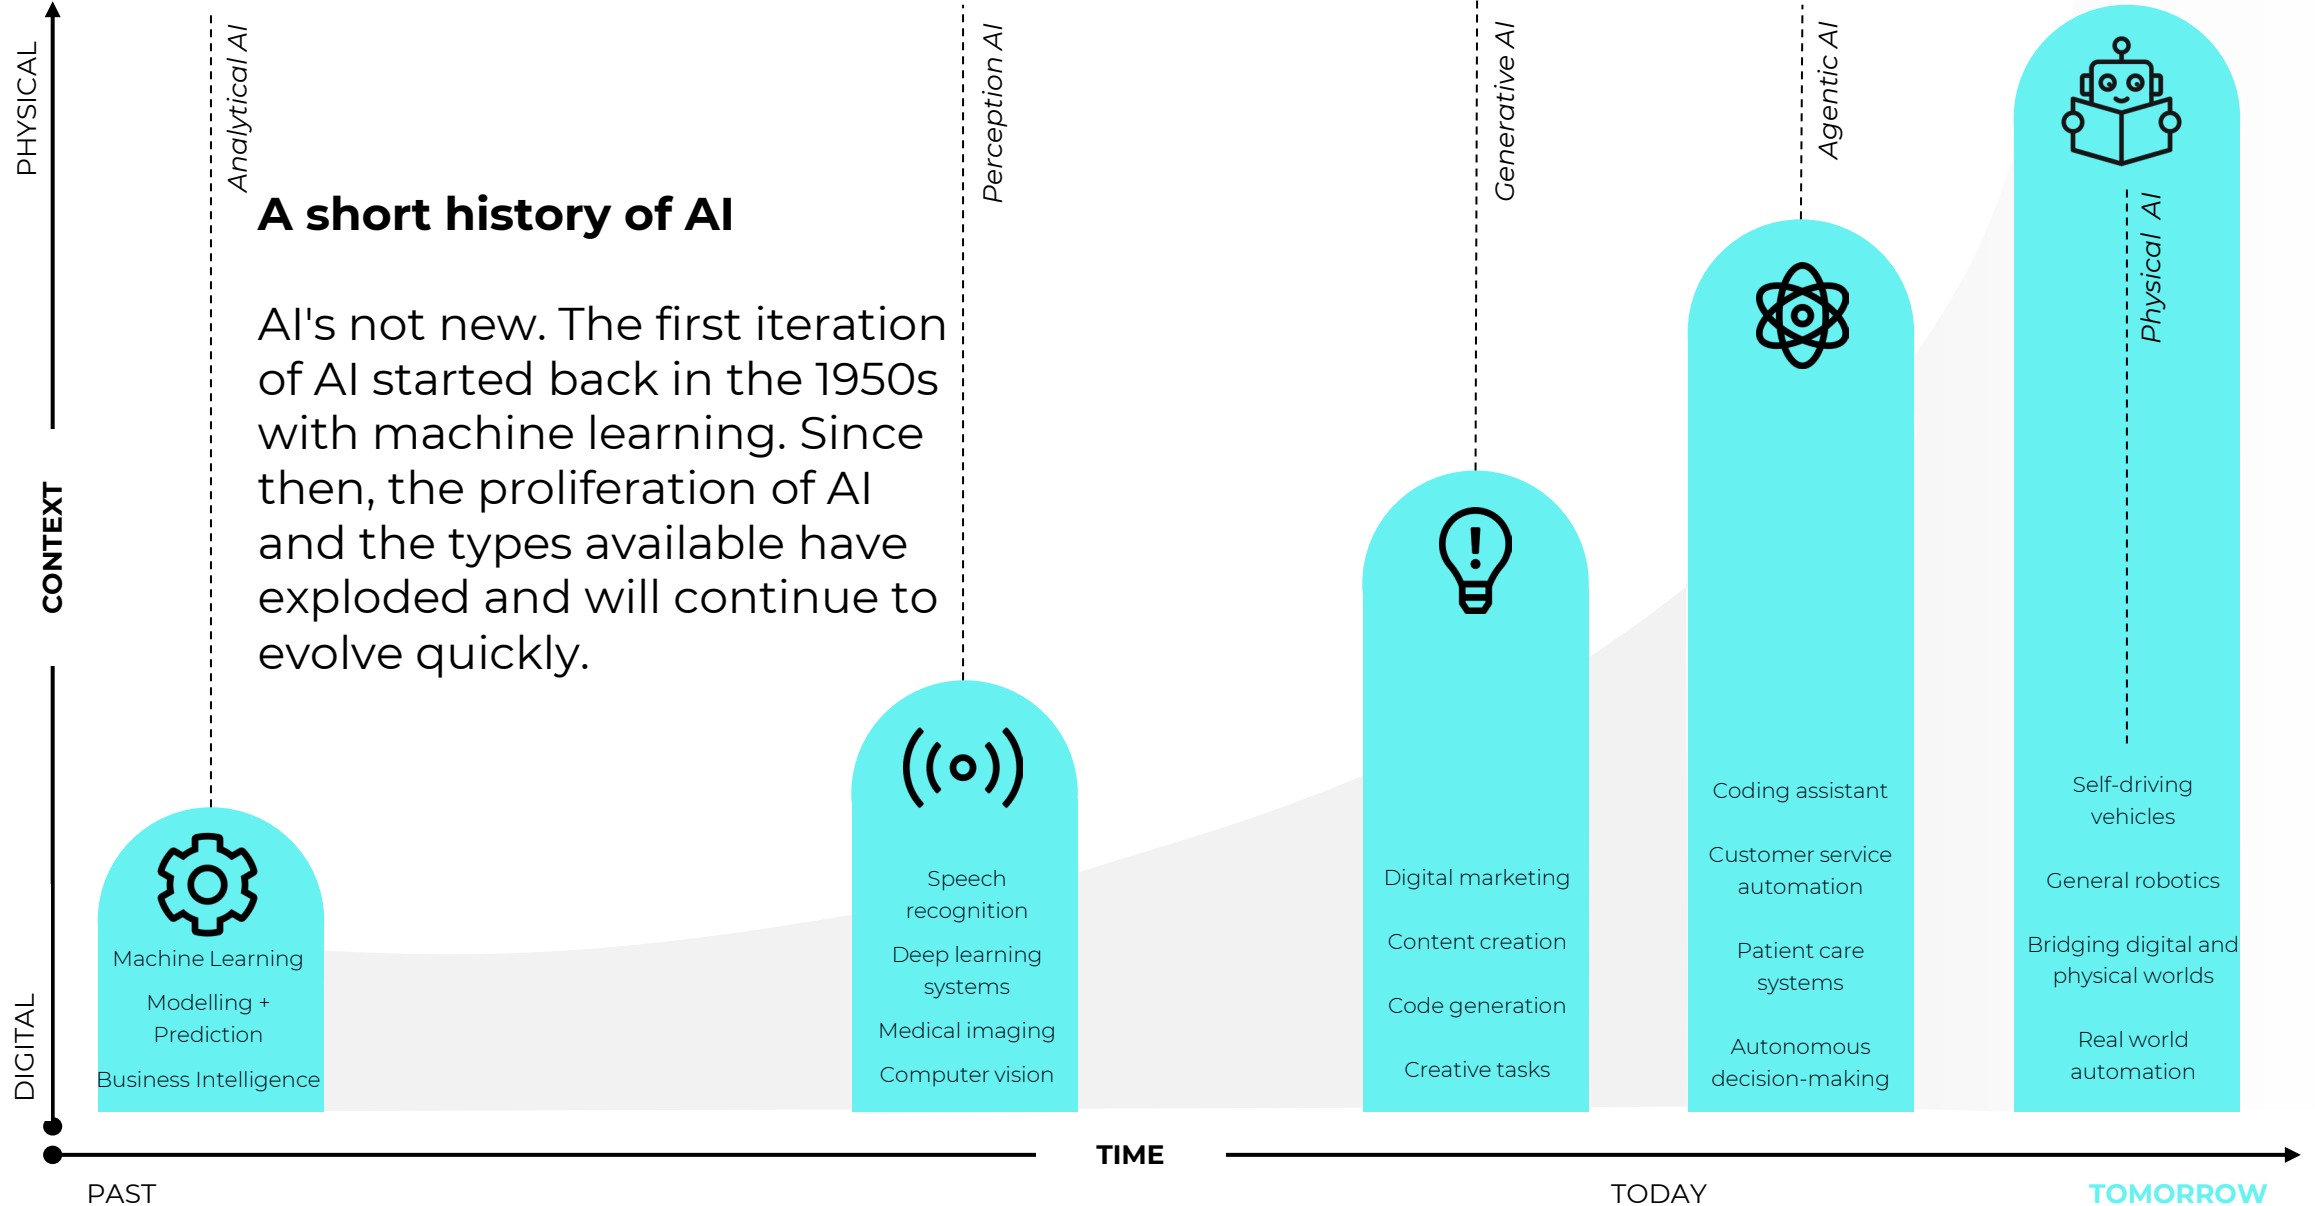 PHYSICAL
CONTEXT
DIGITAL
Analytical AI
Perception AI
Generative AI
Agentic AI
Physical AI
A short history of AI
AI's not new. The first iteration
of AI started back in the 1950s
with machine learning. Since
then, the proliferation of AI
and the types available have
exploded and will continue to
evolve quickly.
Machine Learning
Modelling +
Prediction
Business Intelligence
Speech
recognition
Deep learning
systems
Medical imaging
Computer vision
Digital marketing
Content creation
Code generation
Creative tasks
Coding assistant
Customer service
automation
Patient care
systems
Autonomous
decision-making
Self-driving
vehicles
General robotics
Bridging digital and
physical worlds
Real world
automation
TIME
PAST
TODAY
TOMORROW